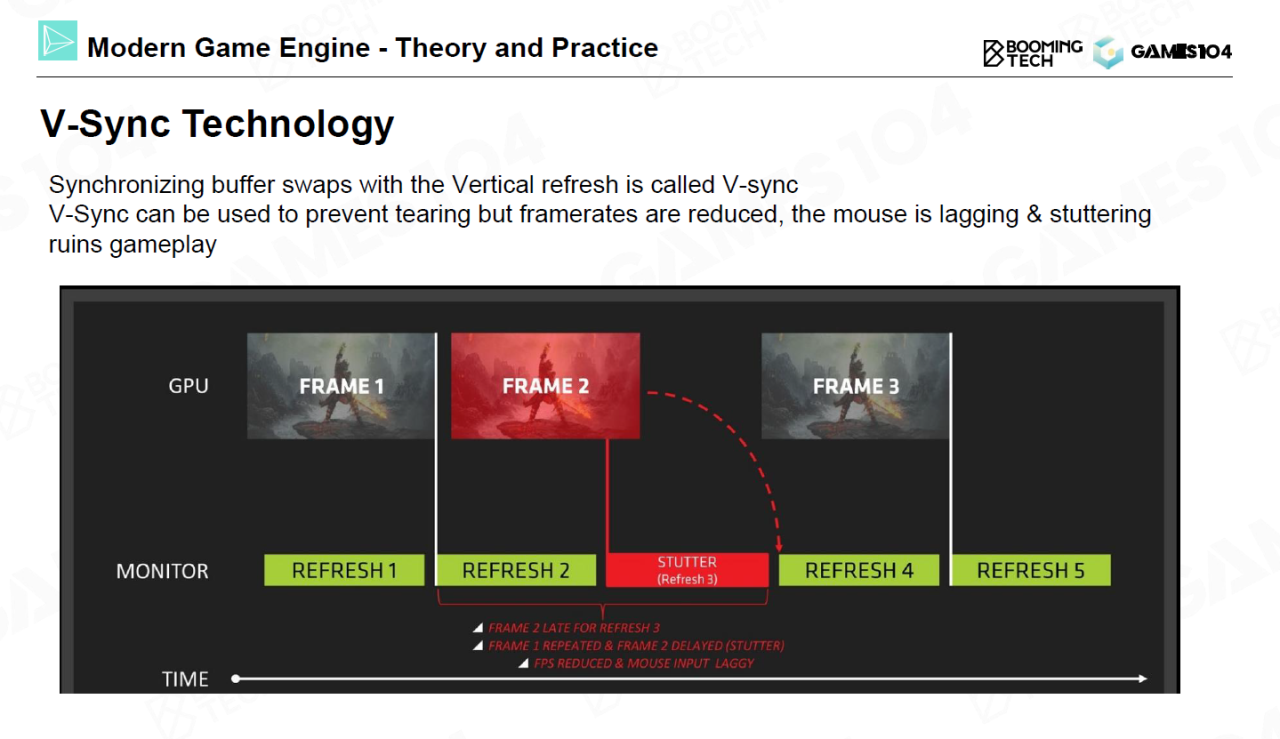 Modern Game Engine - Theory and Practice
BOOMING
TECH
GAMES104
V-Sync Technology
Synchronizing buffer swaps with the Vertical refresh is called V-sync
V-Sync can be used to prevent tearing but framerates are reduced, the mouse is lagging & stuttering
ruins gameplay
GPU
FRAME 1
FRAME 2
FRAME 3
MONITOR
REFRESH 1
REFRESH 2
STUTTER
(Refresh 3)
REFRESH 4
REFRESH 5
FRAME 2 LATE FOR REFRESH 3
FRAME 1 REPEATED & FRAME 2 DELAYED (STUTTER)
FPS REDUCED & MOUSE INPUT LAGGY
TIME